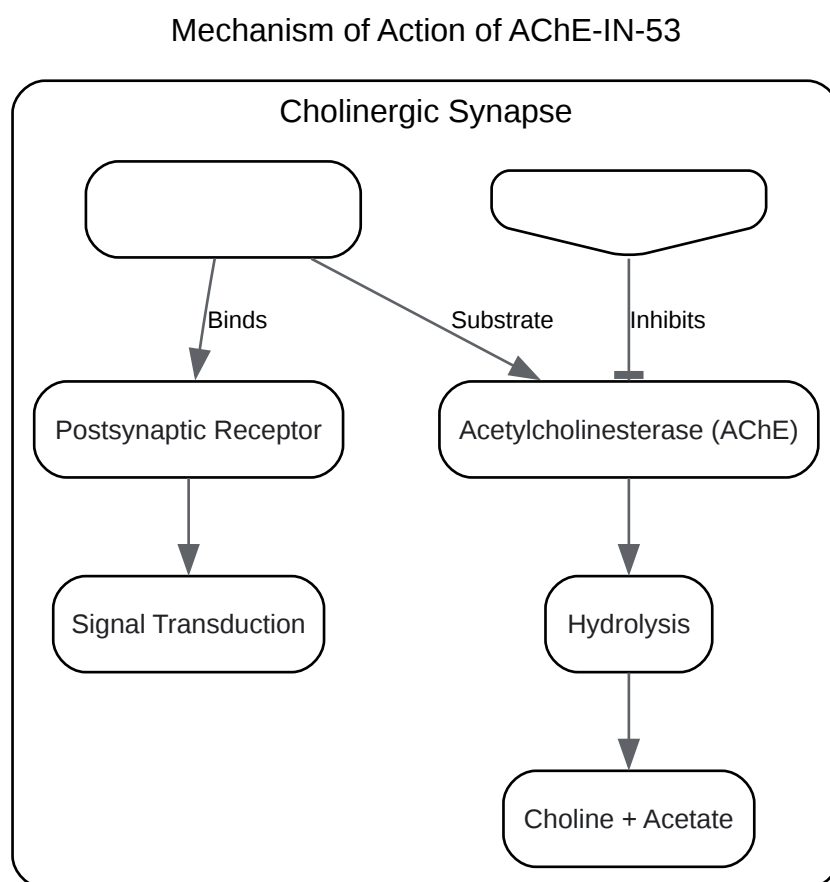 Mechanism of Action of AChE-IN-53
Cholinergic Synapse
Binds
Substrate
Inhibits
Postsynaptic Receptor
Acetylcholinesterase (AChE)
Signal Transduction
Hydrolysis
Choline + Acetate